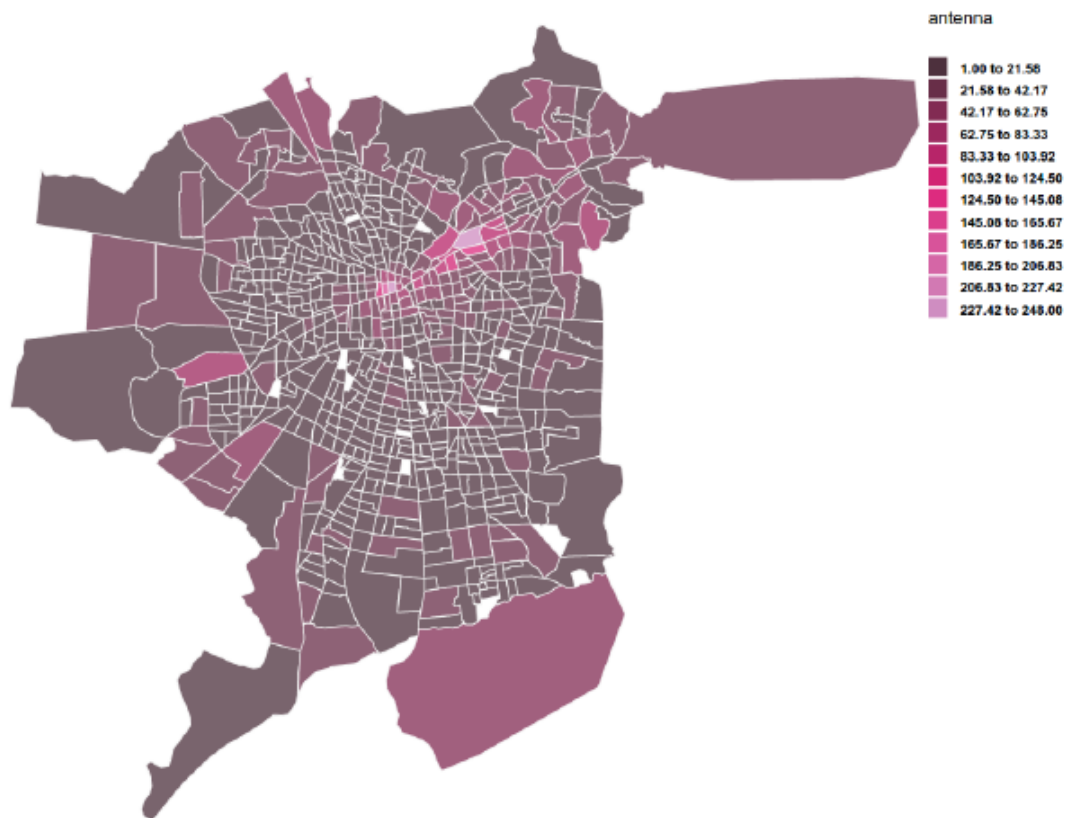 antenna
1.00 to 21.58
21.58 to 42.17
42.17 to 62.75
62.75 to 83.33
83.33 to 103.92
103.92 to 124.50
124.50 to 145.08
145.08 to 165.67
165.67 to 186.25
186.25 to 206.83
206.83 to 227.42
227.42 to 248.00